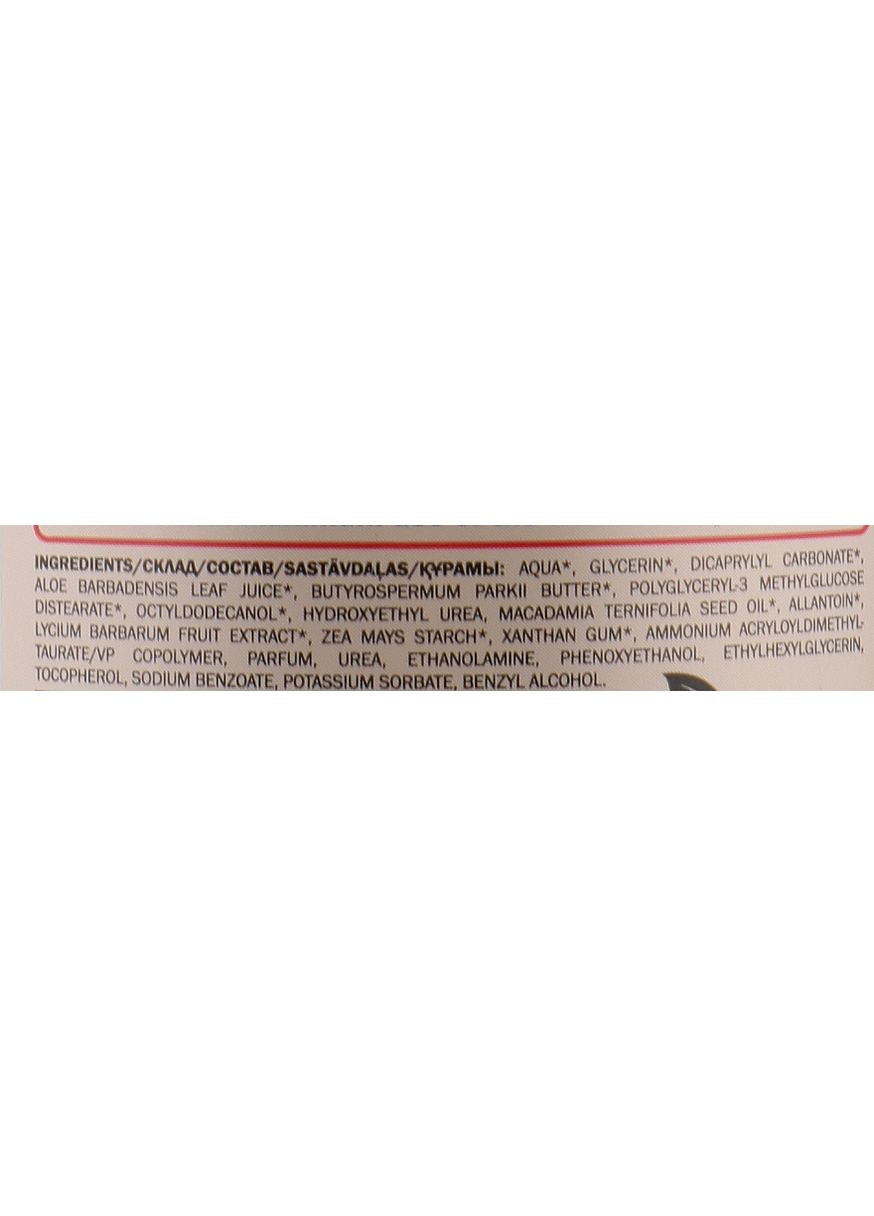 INGREDIENTS/СКЛАД/СОСТАВ/SASTĀVDAĻAS/ҚҰРАМЫ: AQUA*, GLYCERIN*, DICAPRYLYL CARBONATE*,
ALOE BARBADENSIS LEAF JUICE*, BUTYROSPERMUM PARKII BUTTER*, POLYGLYCERYL-3 METHYLGLUCOSE
DISTEARATE*, OCTYLDODECANOL*, HYDROXYETHYL UREA, MACADAMIA TERNIFOLIA SEED OIL*, ALLANTOIN*,
LYCIUM BARBARUM FRUIT EXTRACT*, ZEA MAYS STARCH*, XANTHAN GUM*, AMMONIUM ACRYLOYLDIMETHYL-
TAURATE/VP COPOLYMER, PARFUM, UREA, ETHANOLAMINE, PHENOXYETHANOL, ETHYLHEXYLGLYCERIN,
TOCOPHEROL, SODIUM BENZOATE, POTASSIUM SORBATE, BENZYL ALCOHOL.